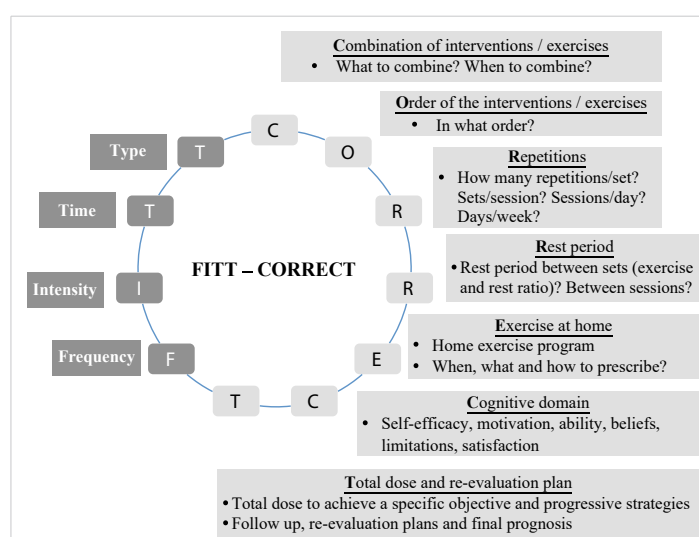 Combination of interventions / exercises
• What to combine? When to combine?
Order of the interventions / exercises
• In what order?
Repetitions
• How many repetitions/set?
Sets/session? Sessions/day?
Days/week?
Rest period
• Rest period between sets (exercise
and rest ratio)? Between sessions?
Exercise at home
• Home exercise program
• When, what and how to prescribe?
Cognitive domain
• Self-efficacy, motivation, ability, beliefs,
limitations, satisfaction
Total dose and re-evaluation plan
• Total dose to achieve a specific objective and progressive strategies
• Follow up, re-evaluation plans and final prognosis
Type
Time
Intensity
Frequency
FITT – CORRECT
F
I
T
T
C
O
R
R
E
C
T